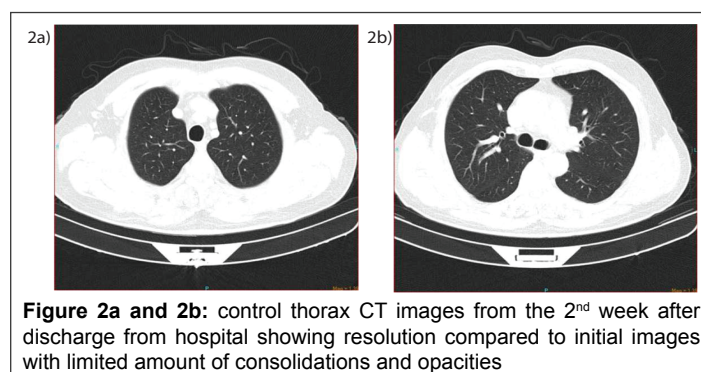 2a) 2b)
Figure 2a and 2b: control thorax CT images from the 2nd week after
discharge from hospital showing resolution compared to initial images
with limited amount of consolidations and opacities